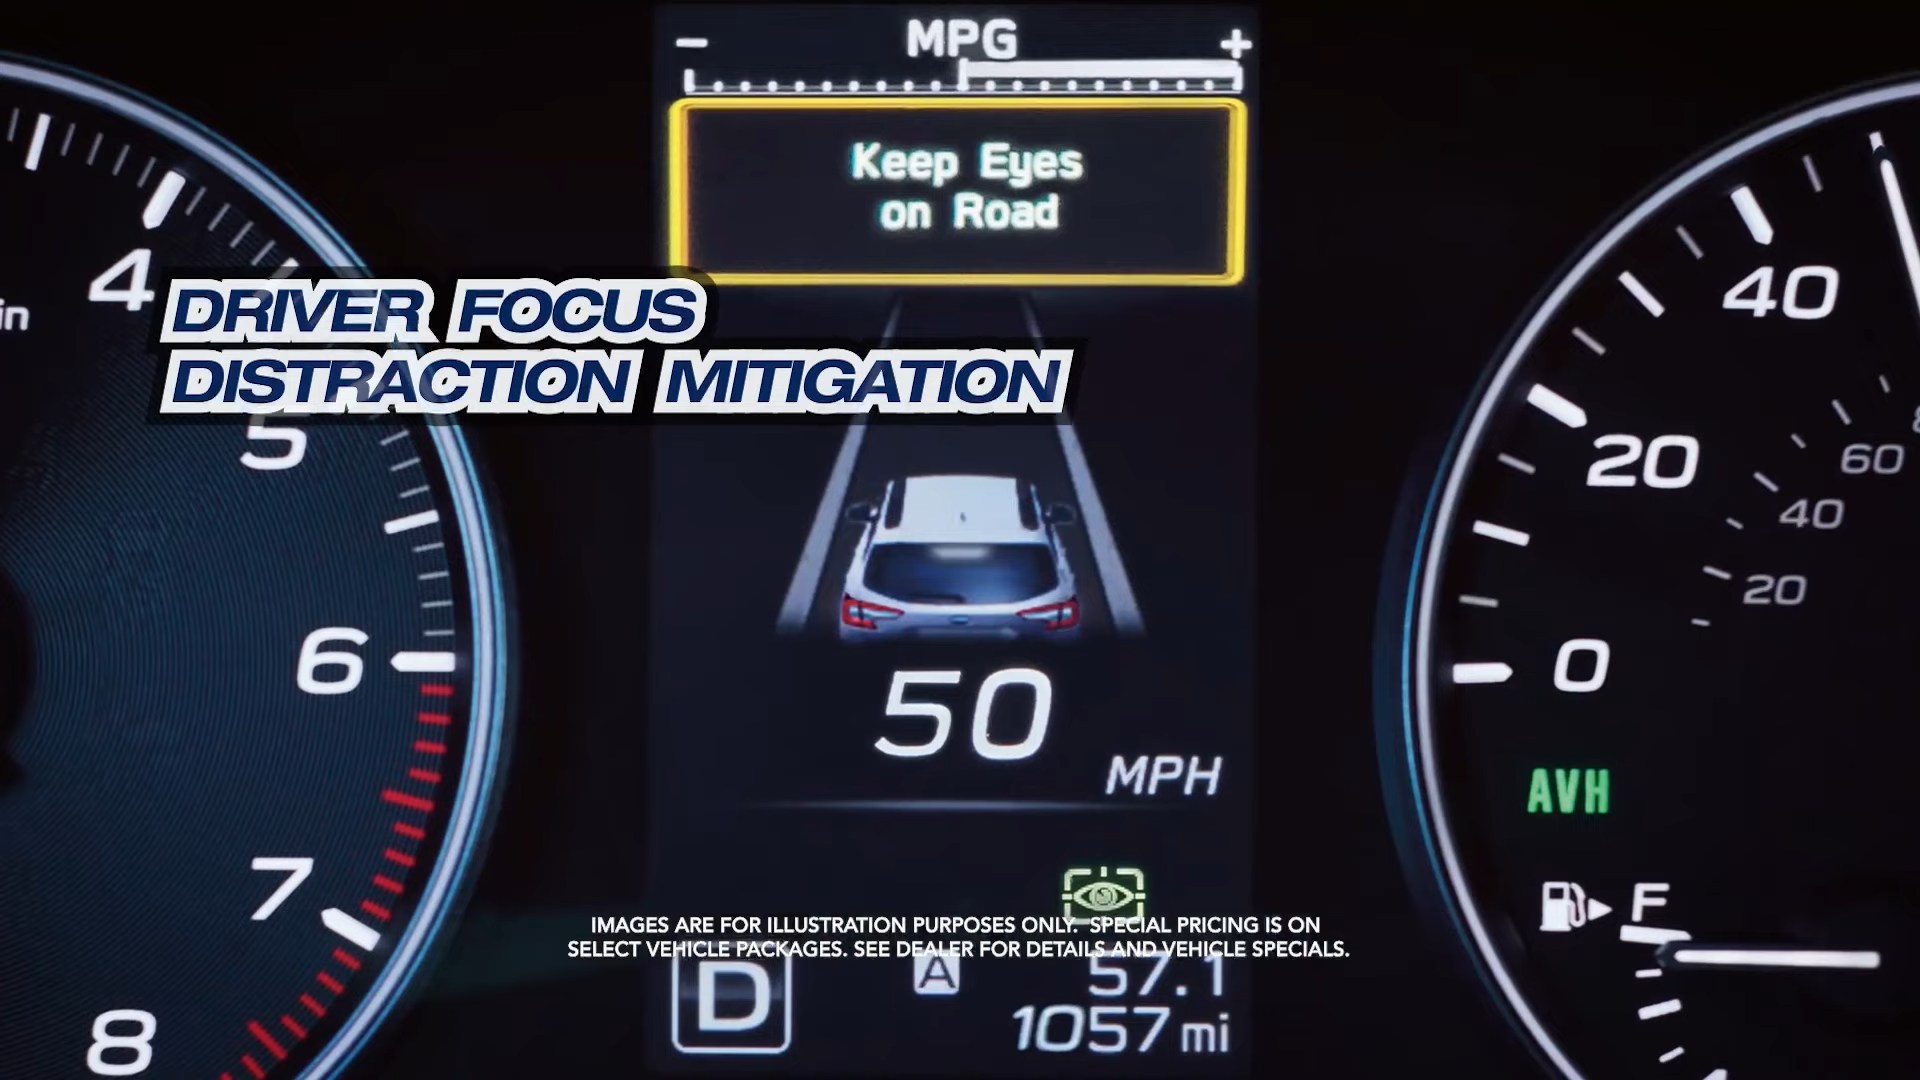 MPG
- +
Keep Eyes
on Road
DRIVER FOCUS
DISTRACTION MITIGATION
4
in
5
6
7
8
50
MPH
40
20
0
60
40
20
AVH
F
IMAGES ARE FOR ILLUSTRATION PURPOSES ONLY. SPECIAL PRICING IS ON
SELECT VEHICLE PACKAGES. SEE DEALER FOR DETAILS AND VEHICLE SPECIALS.
D
A
57.1
1057 mi